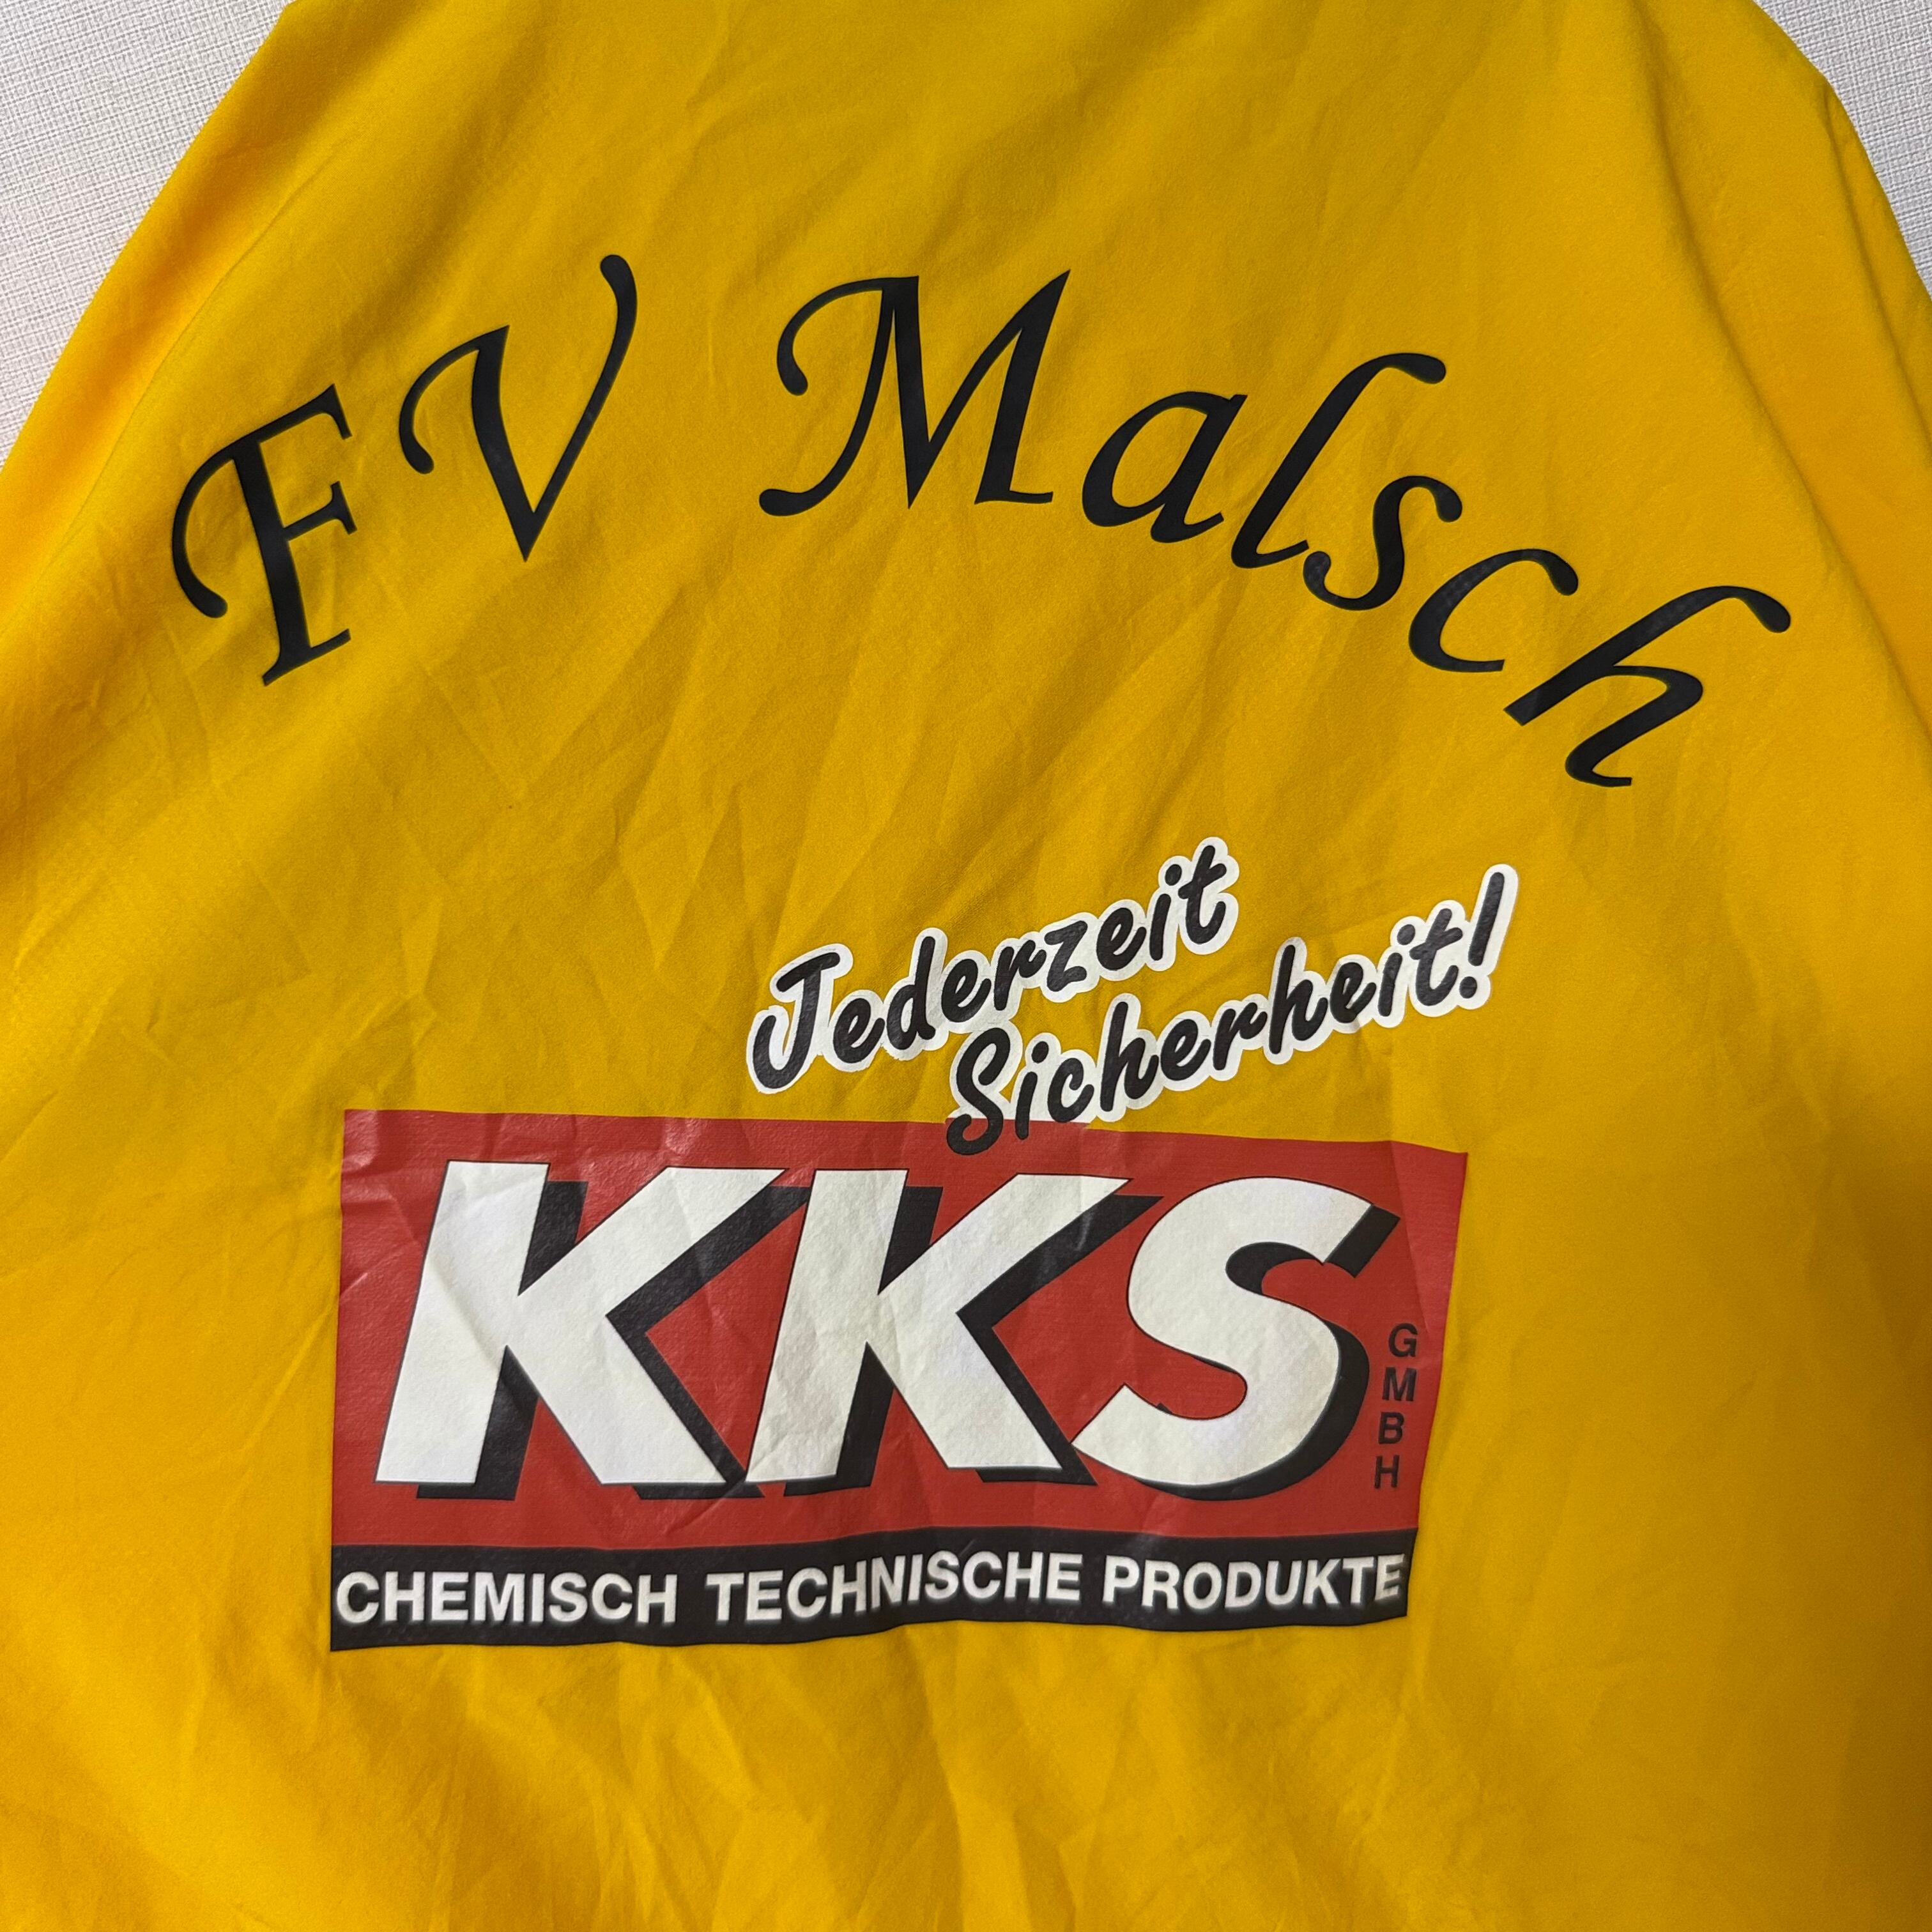 FV Malsch
Jederzeit
Sicherheit!
KKS
GMBH
CHEMISCH TECHNISCHE PRODUKTE